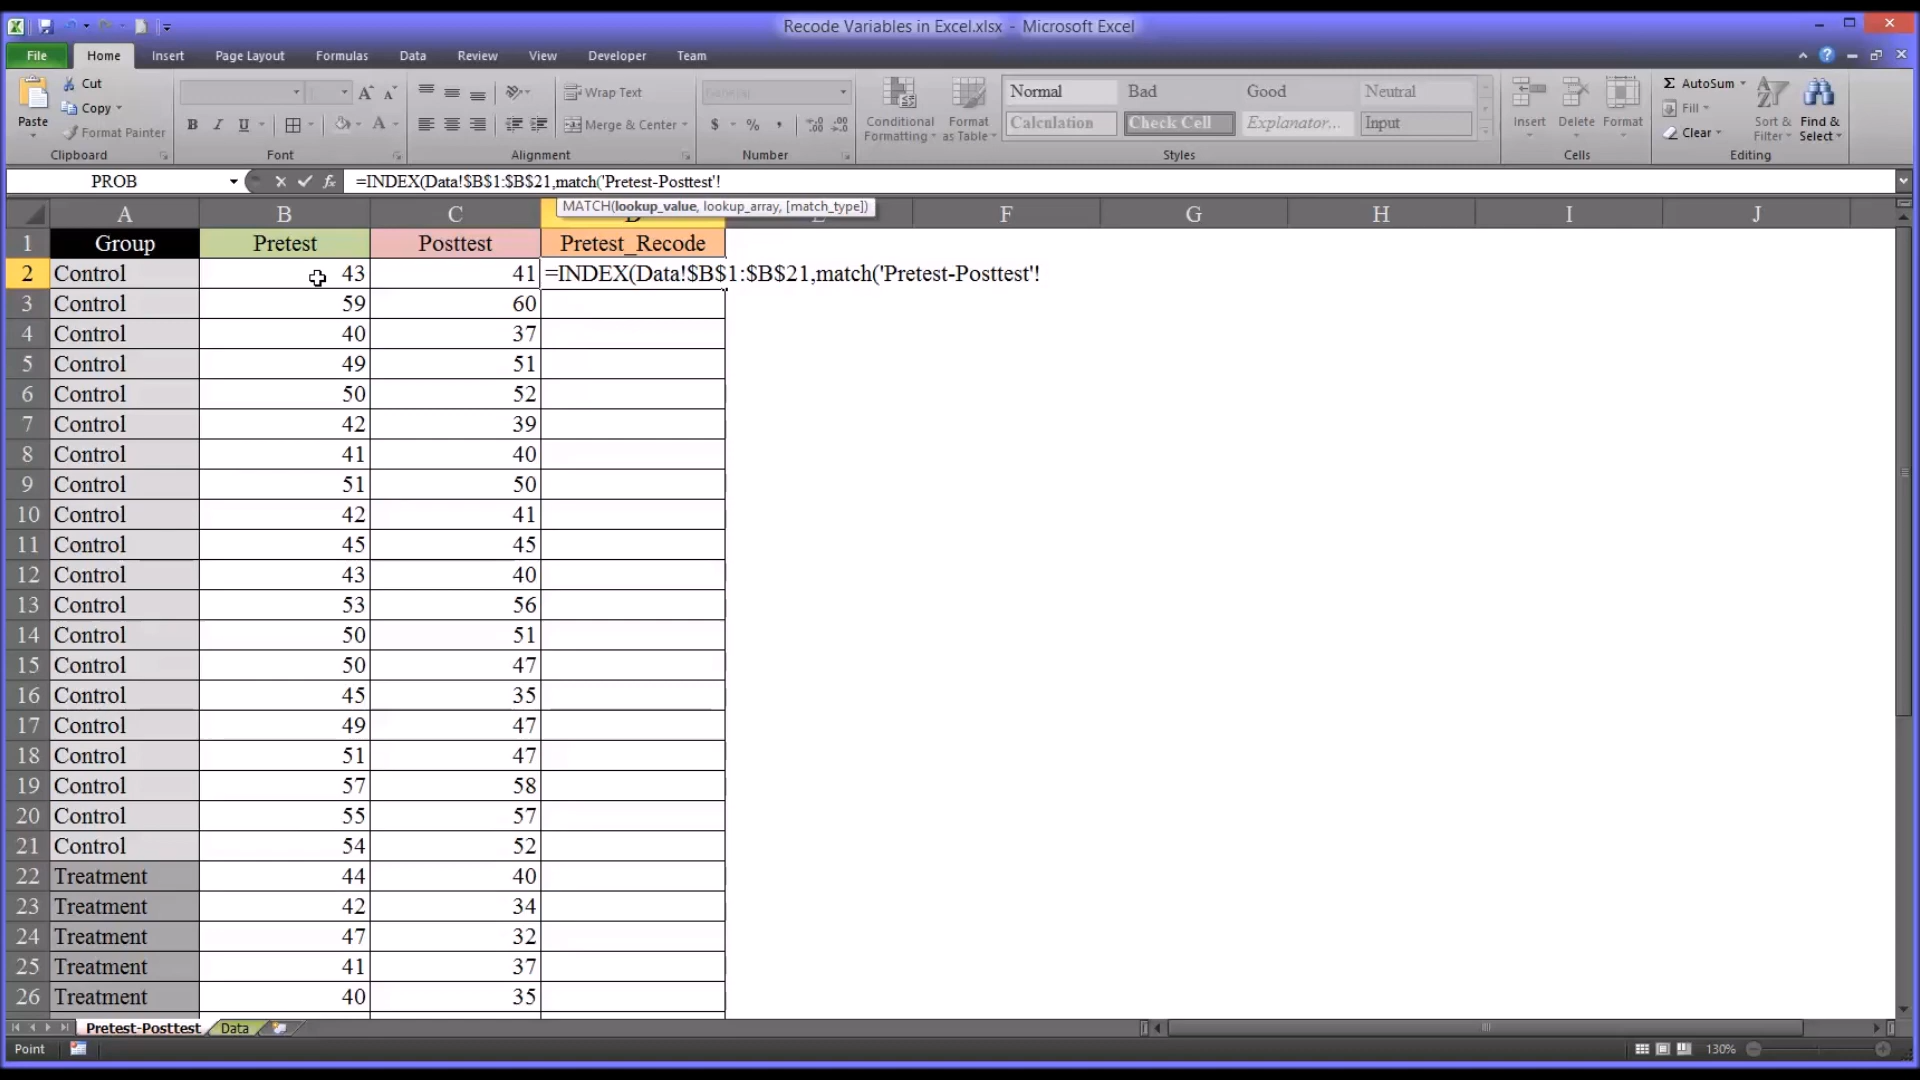 Recode Variables in Excel.xlsx - Microsoft Excel
File Home Insert Page Layout Formulas Data Review View Developer Team
Cut
Copy
Format Painter
Paste
Clipboard
B I U A A A
Font
Wrap Text
Merge & Center
Alignment
$ % ,
Number
Conditional Formatting
Format as Table
Normal Bad Good Neutral
Calculation Check Cell Explanator... Input
Styles
Insert Delete Format
Cells
Σ AutoSum
Fill
Clear
Sort & Filter
Find & Select
Editing
PROB fx =INDEX(Data!$B$1:$B$21,match('Pretest-Posttest'!
MATCH(lookup_value, lookup_array, [match_type])
A B C F G H I J
1 Group Pretest Posttest Pretest_Recode
2 Control 43 41 =INDEX(Data!$B$1:$B$21,match('Pretest-Posttest'!
3 Control 59 60
4 Control 40 37
5 Control 49 51
6 Control 50 52
7 Control 42 39
8 Control 41 40
9 Control 51 50
10 Control 42 41
11 Control 45 45
12 Control 43 40
13 Control 53 56
14 Control 50 51
15 Control 50 47
16 Control 45 35
17 Control 49 47
18 Control 51 47
19 Control 57 58
20 Control 55 57
21 Control 54 52
22 Treatment 44 40
23 Treatment 42 34
24 Treatment 47 32
25 Treatment 41 37
26 Treatment 40 35
Pretest-Posttest Data
Point 130%